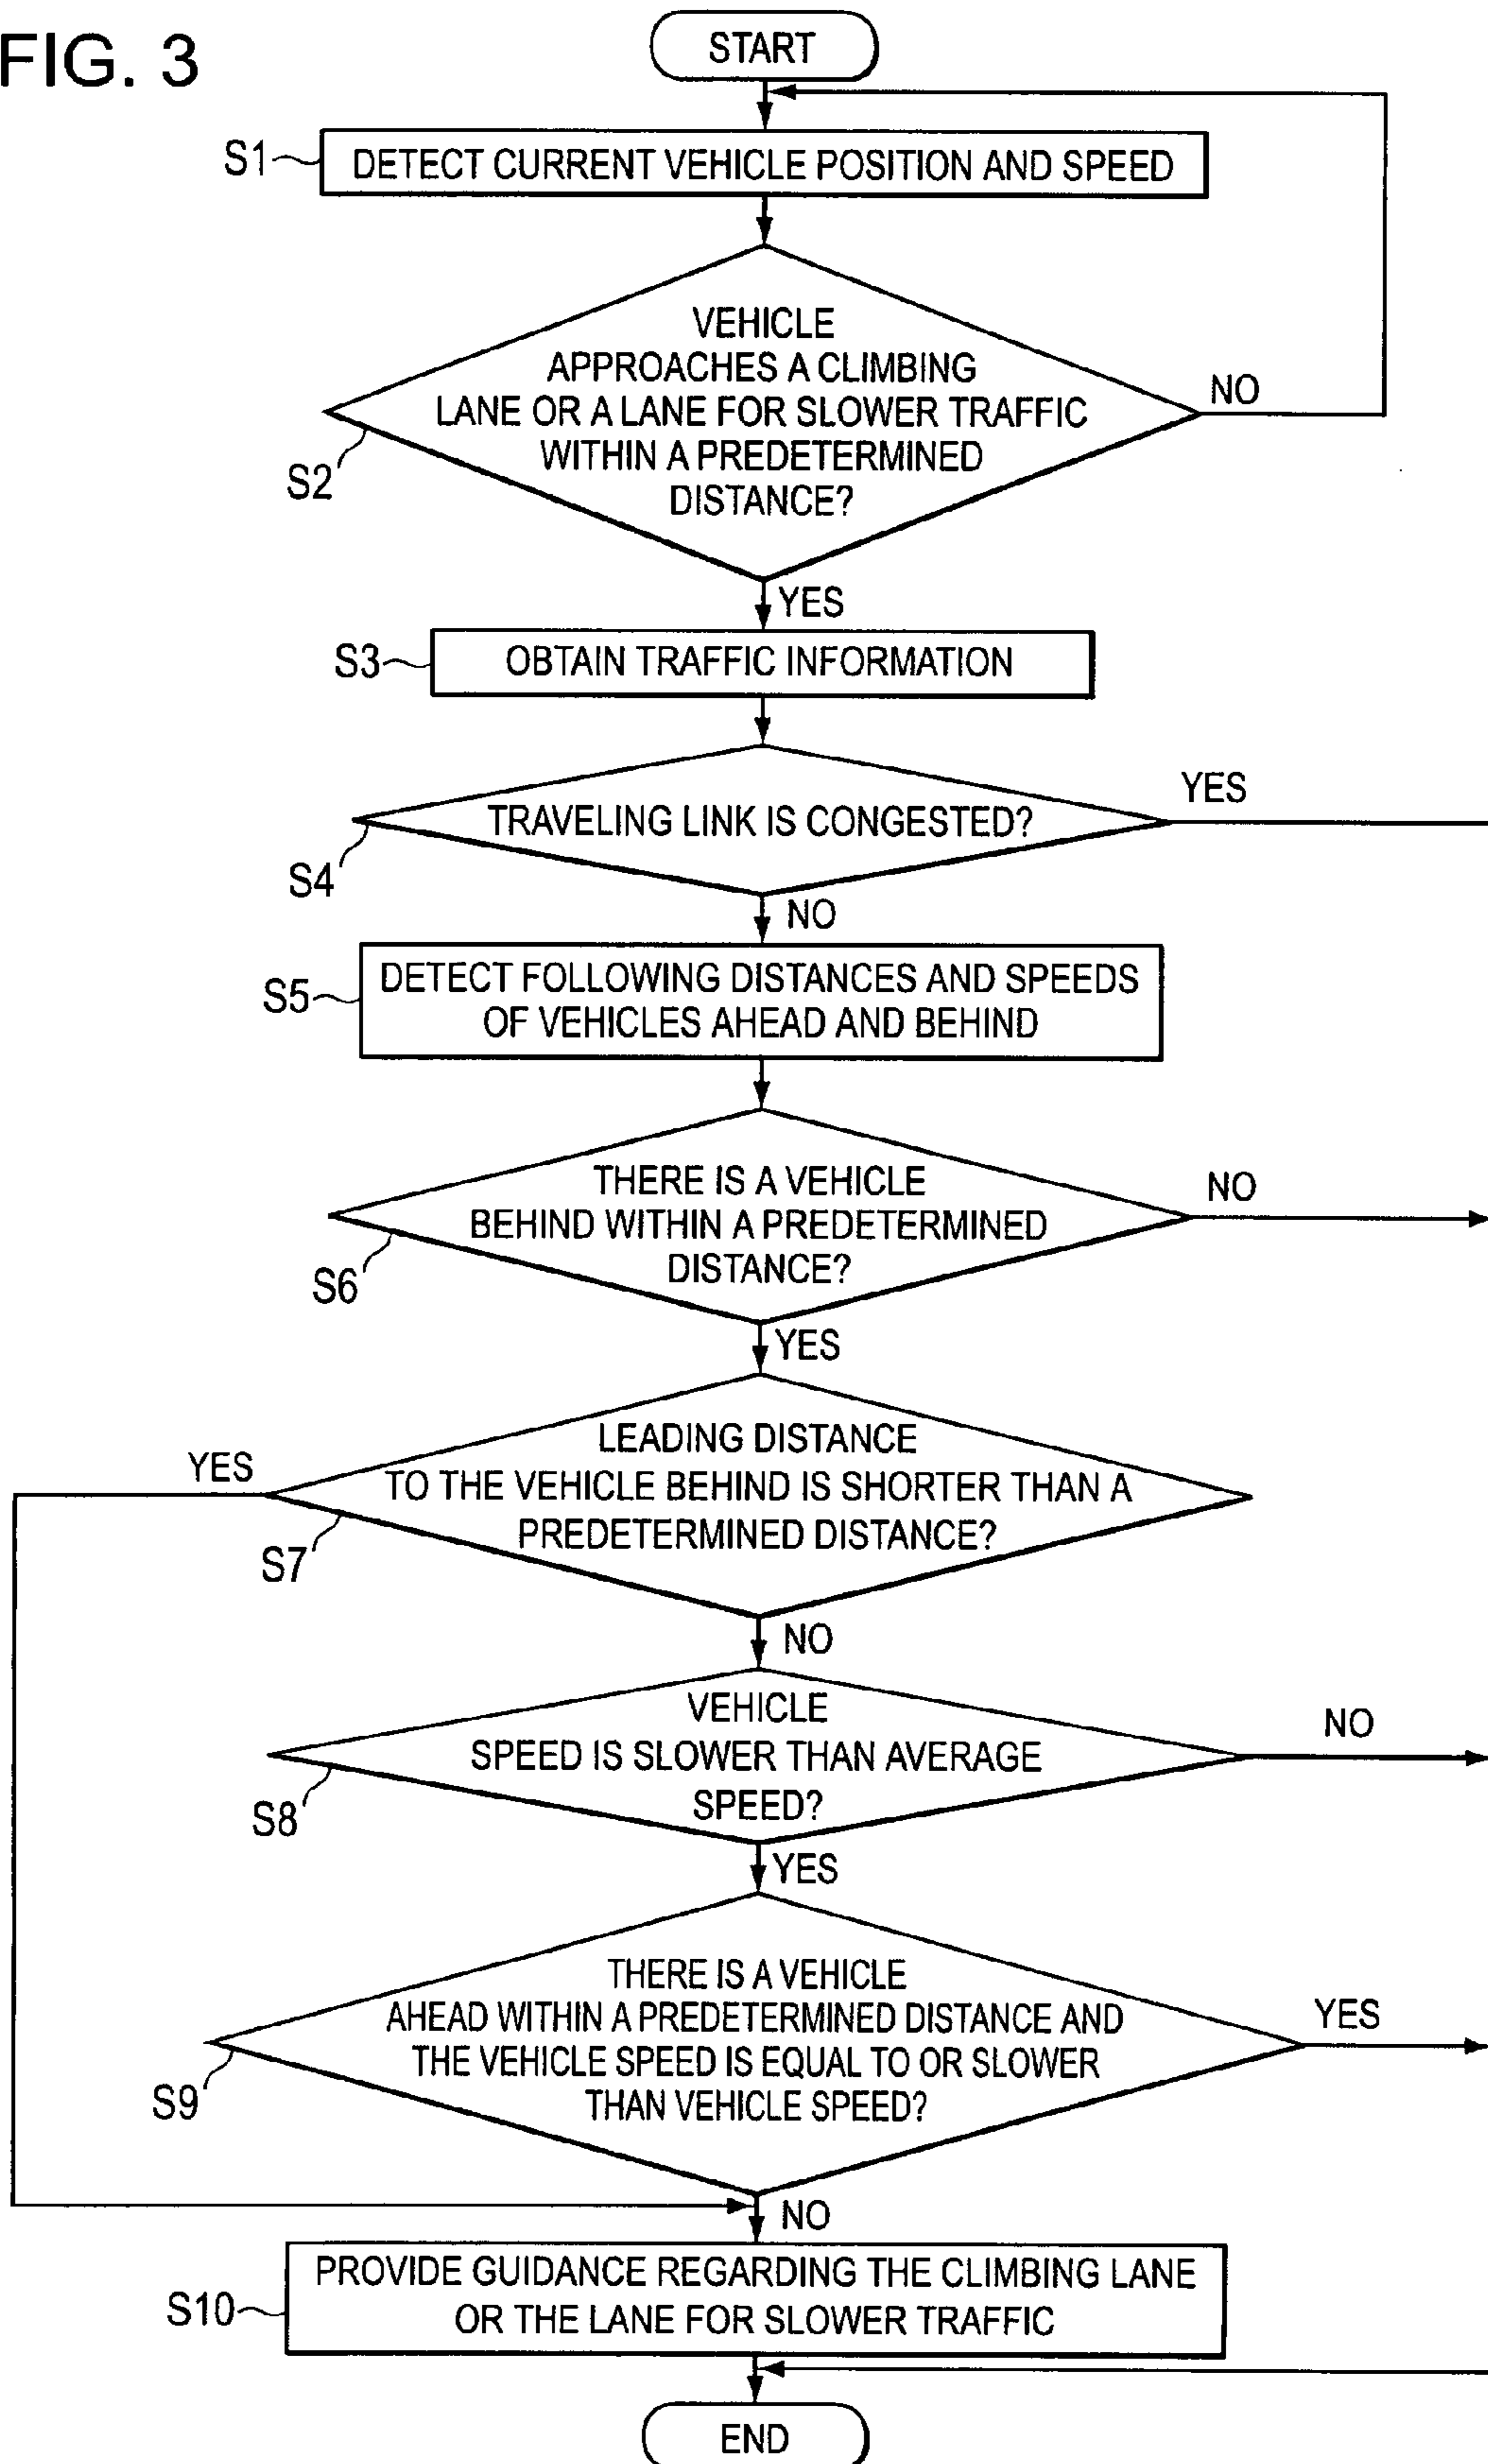 FIG. 3
START
S1
DETECT CURRENT VEHICLE POSITION AND SPEED
VEHICLE
APPROACHES A CLIMBING
LANE OR A LANE FOR SLOWER TRAFFIC
WITHIN A PREDETERMINED
DISTANCE?
NO
S2
YES
S3
OBTAIN TRAFFIC INFORMATION
TRAVELING LINK IS CONGESTED?
YES
S4
NO
S5
DETECT FOLLOWING DISTANCES AND SPEEDS
OF VEHICLES AHEAD AND BEHIND
THERE IS A VEHICLE
BEHIND WITHIN A PREDETERMINED
DISTANCE?
NO
S6
YES
LEADING DISTANCE
TO THE VEHICLE BEHIND IS SHORTER THAN A
PREDETERMINED DISTANCE?
YES
S7
NO
VEHICLE
SPEED IS SLOWER THAN AVERAGE
SPEED?
NO
S8
YES
THERE IS A VEHICLE
AHEAD WITHIN A PREDETERMINED DISTANCE AND
THE VEHICLE SPEED IS EQUAL TO OR SLOWER
THAN VEHICLE SPEED?
YES
S9
NO
S10
PROVIDE GUIDANCE REGARDING THE CLIMBING LANE
OR THE LANE FOR SLOWER TRAFFIC
END